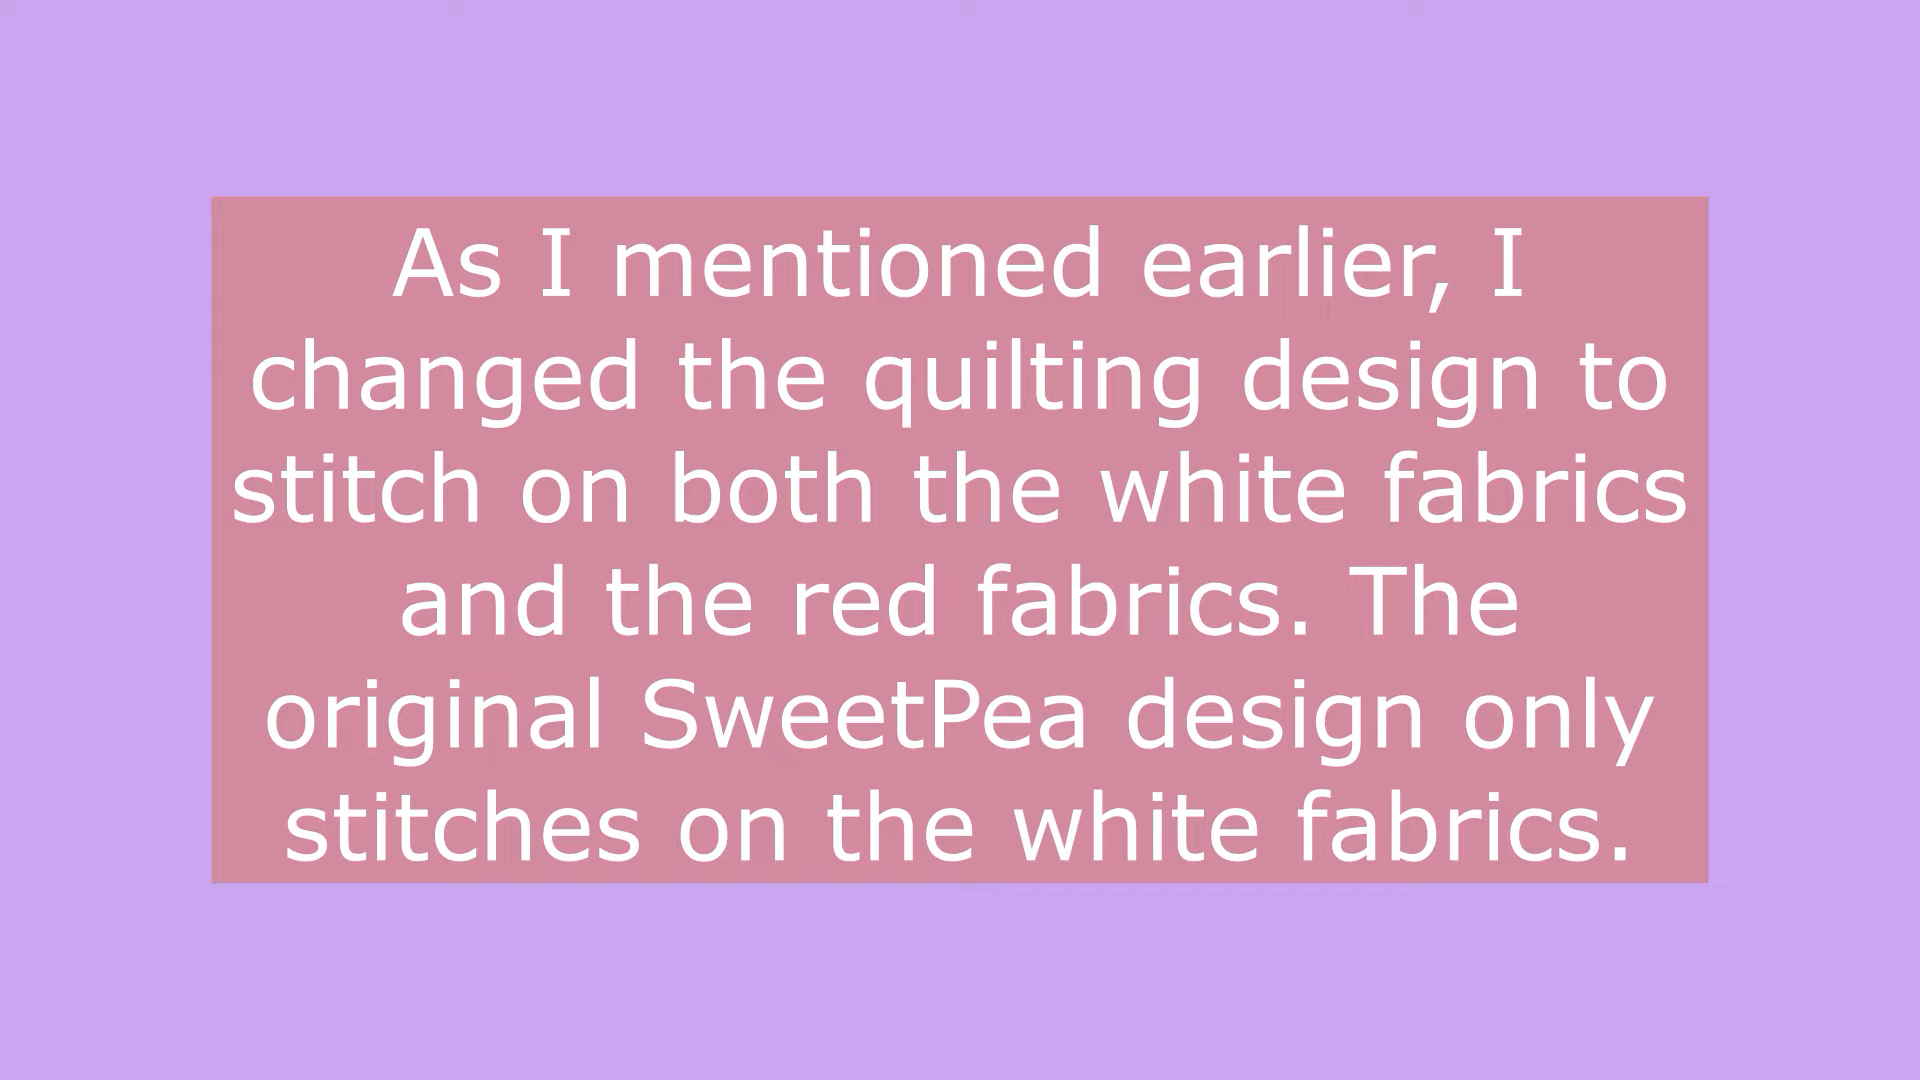 As I mentioned earlier, I
changed the quilting design to
stitch on both the white fabrics
and the red fabrics. The
original SweetPea design only
stitches on the white fabrics.